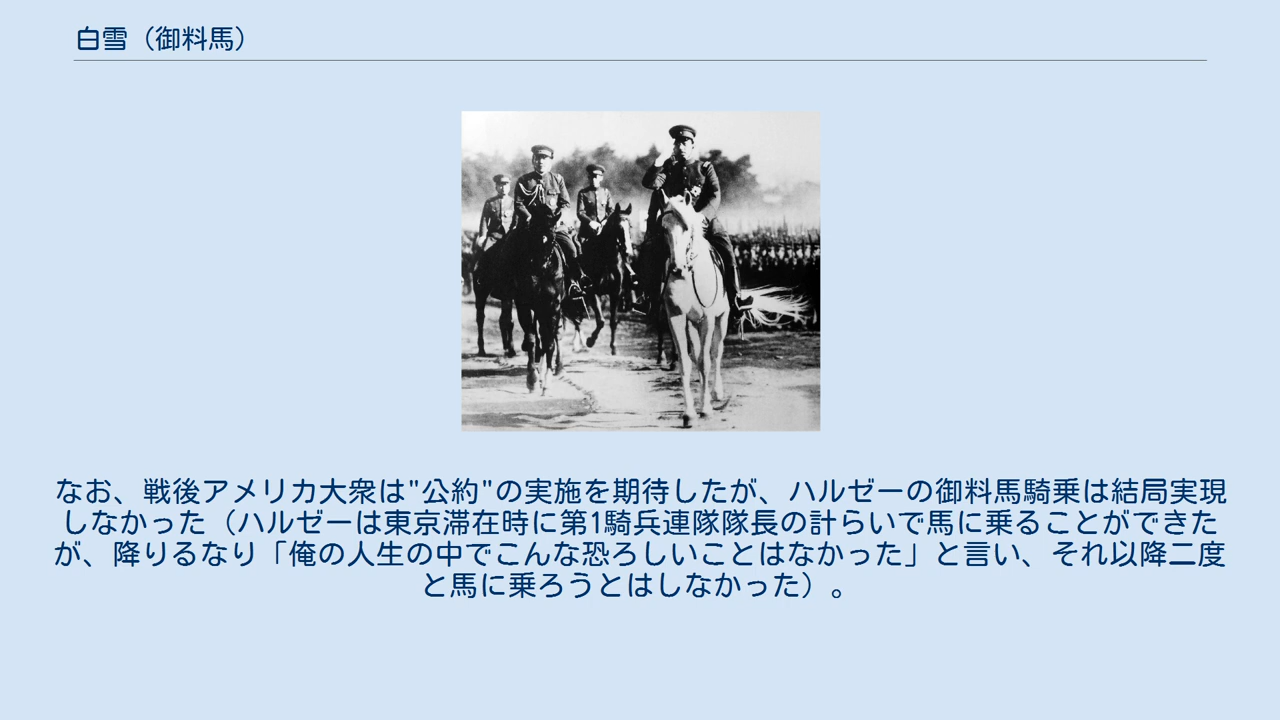 白雪（御料馬）
なお、戦後アメリカ大衆は"公約"の実施を期待したが、ハルゼーの御料馬騎乗は結局実現
しなかった（ハルゼーは東京滞在時に第1騎兵連隊隊長の計らいで馬に乗ることができた
が、降りるなり「俺の人生の中でこんな恐ろしいことはなかった」と言い、それ以降二度
と馬に乗ろうとはしなかった）。